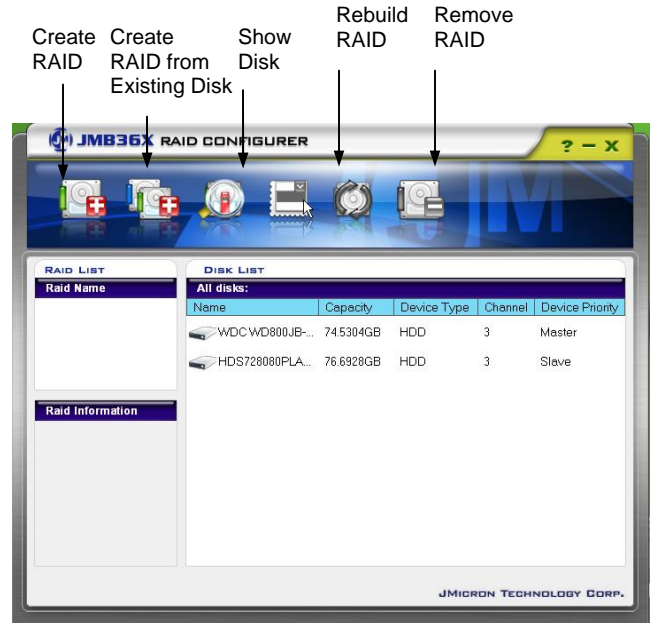 Create RAID
Create RAID from Existing Disk
Show Disk
Rebuild RAID
Remove RAID
JMB36X RAID CONFIGURER
? – X
RAID LIST
Raid Name
Raid Information
DISK LIST
All disks:
Name Capacity Device Type Channel Device Priority
WDC WD800JB-... 74.5304GB HDD 3 Master
HDS728080PLA... 76.6928GB HDD 3 Slave
JM
JMICRON TECHNOLOGY CORP.